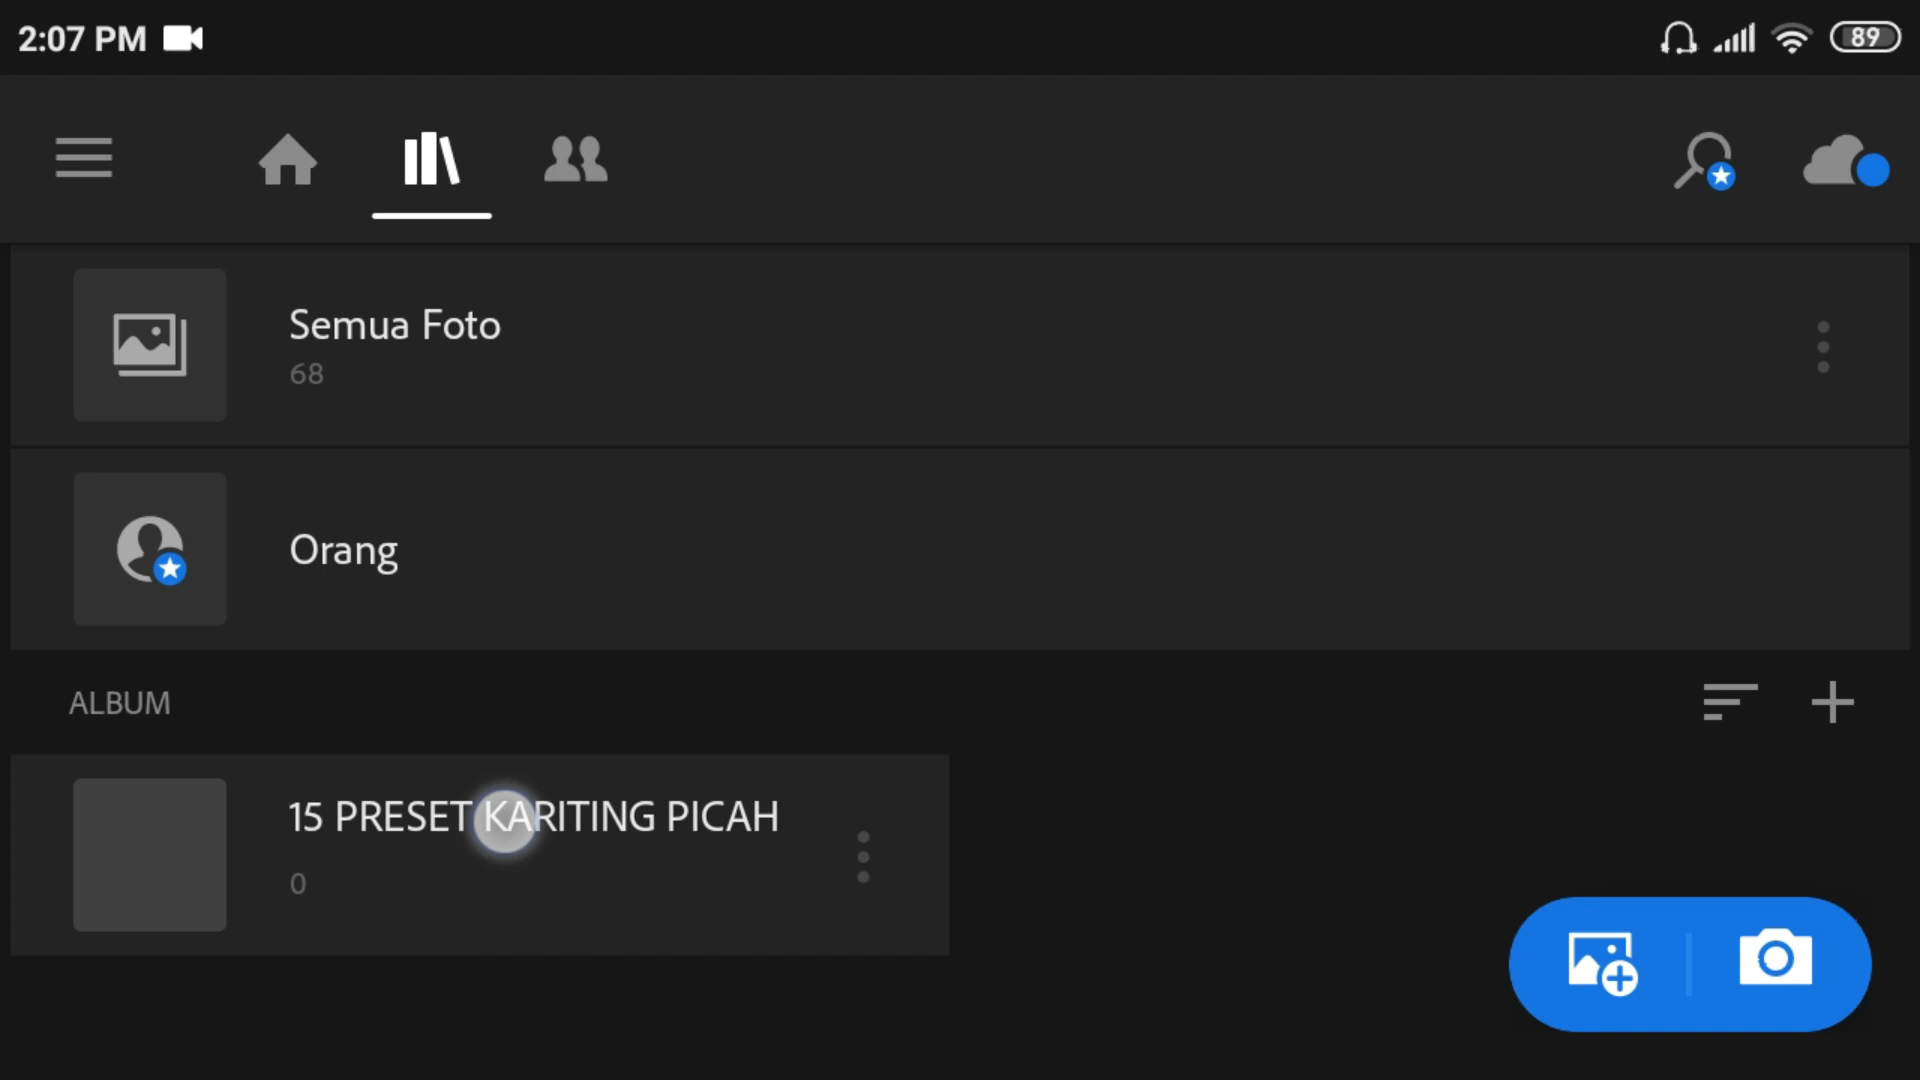 2:07 PM
89
Semua Foto
68
Orang
ALBUM
15 PRESET KARITING PICAH
0